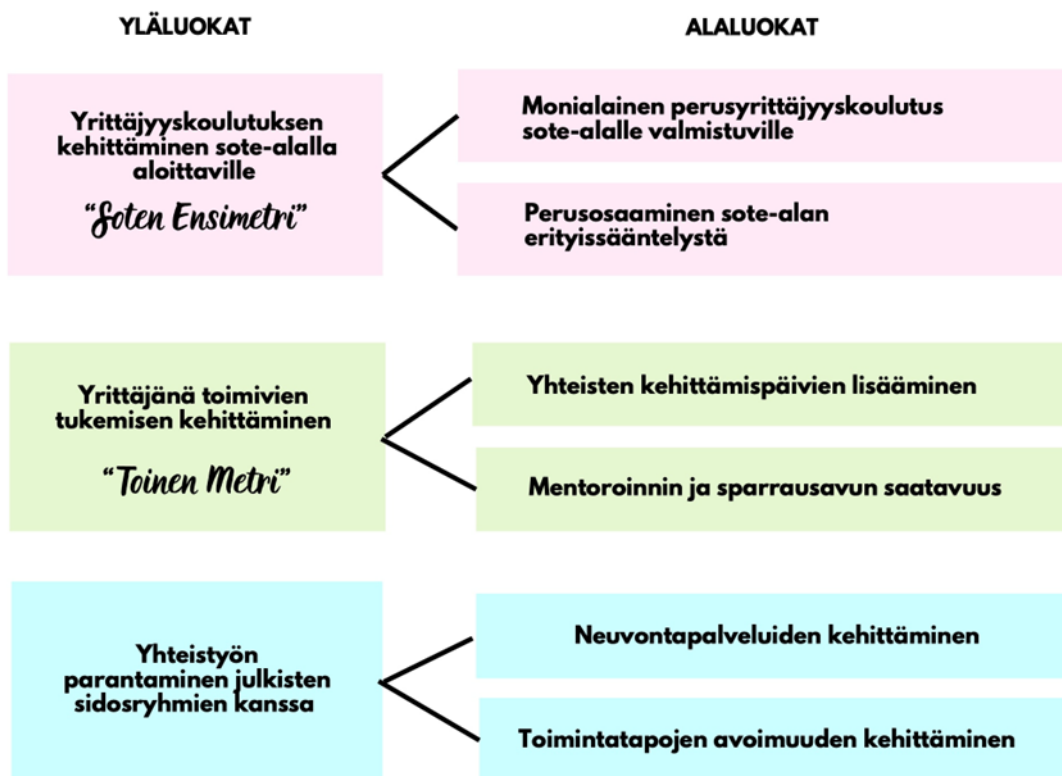 YLÄLUOKAT
ALALUOKAT
Yrittäjyyskoulutuksen
kehittäminen sote-alalla
aloittaville
“Soten Ensimetri”
Monialainen perusyrittäjyyskoulutus
sote-alalle valmistuville
Perusosaaminen sote-alan
erityissääntelystä
Yrittäjänä toimivien
tukemisen kehittäminen
“Toinen Metri”
Yhteisten kehittämispäivien lisääminen
Mentoroinnin ja sparrausavun saatavuus
Yhteistyön
parantaminen julkisten
sidosryhmien kanssa
Neuvontapalveluiden kehittäminen
Toimintatapojen avoimuuden kehittäminen